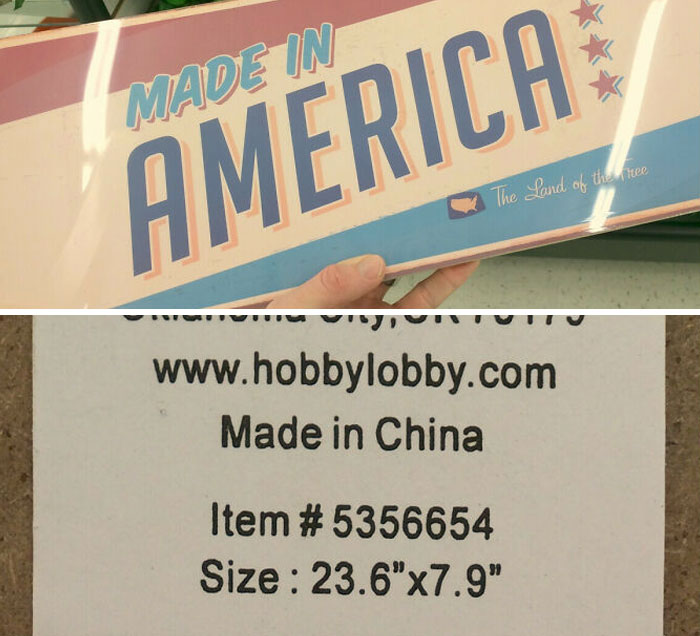 MADE IN
AMERICA
The Land of the Free
www.hobbylobby.com
Made in China
Item # 5356654
Size : 23.6"x7.9"